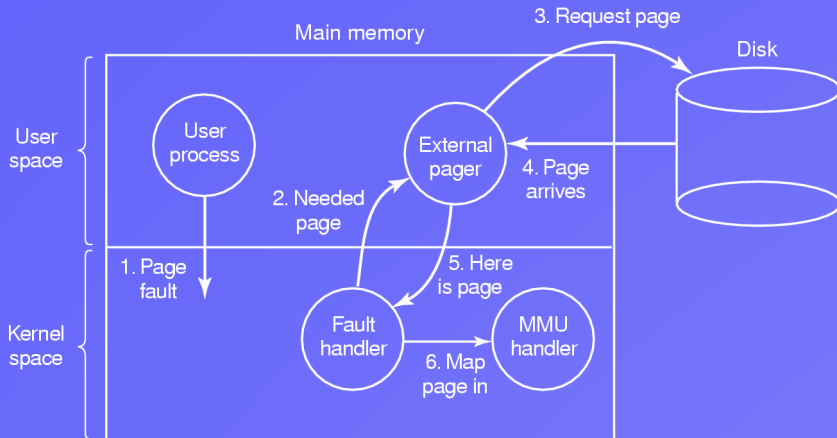 3. Request page
Main memory
Disk
User
space
User
process
External
pager
4. Page
arrives
2. Needed
page
1. Page
fault
5. Here
is page
Kernel
space
Fault
handler
MMU
handler
6. Map
page in